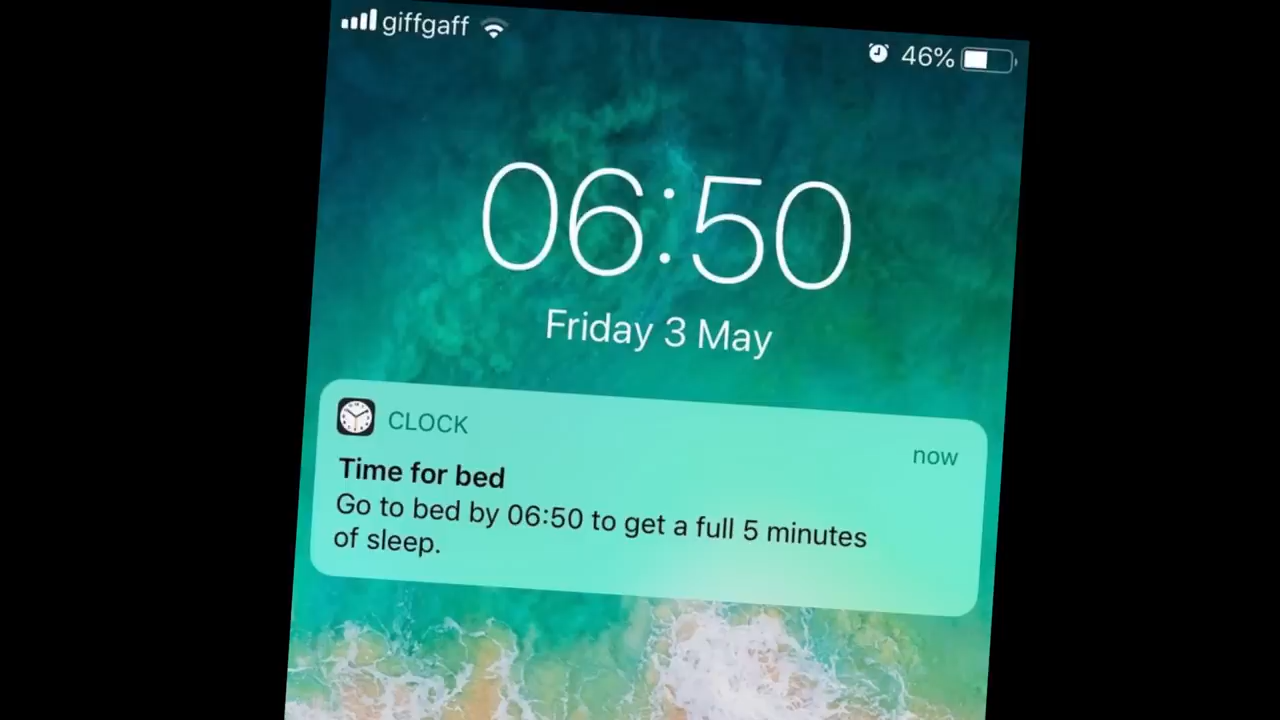 giffgaff
46%
06:50
Friday 3 May
CLOCK
now
Time for bed
Go to bed by 06:50 to get a full 5 minutes
of sleep.